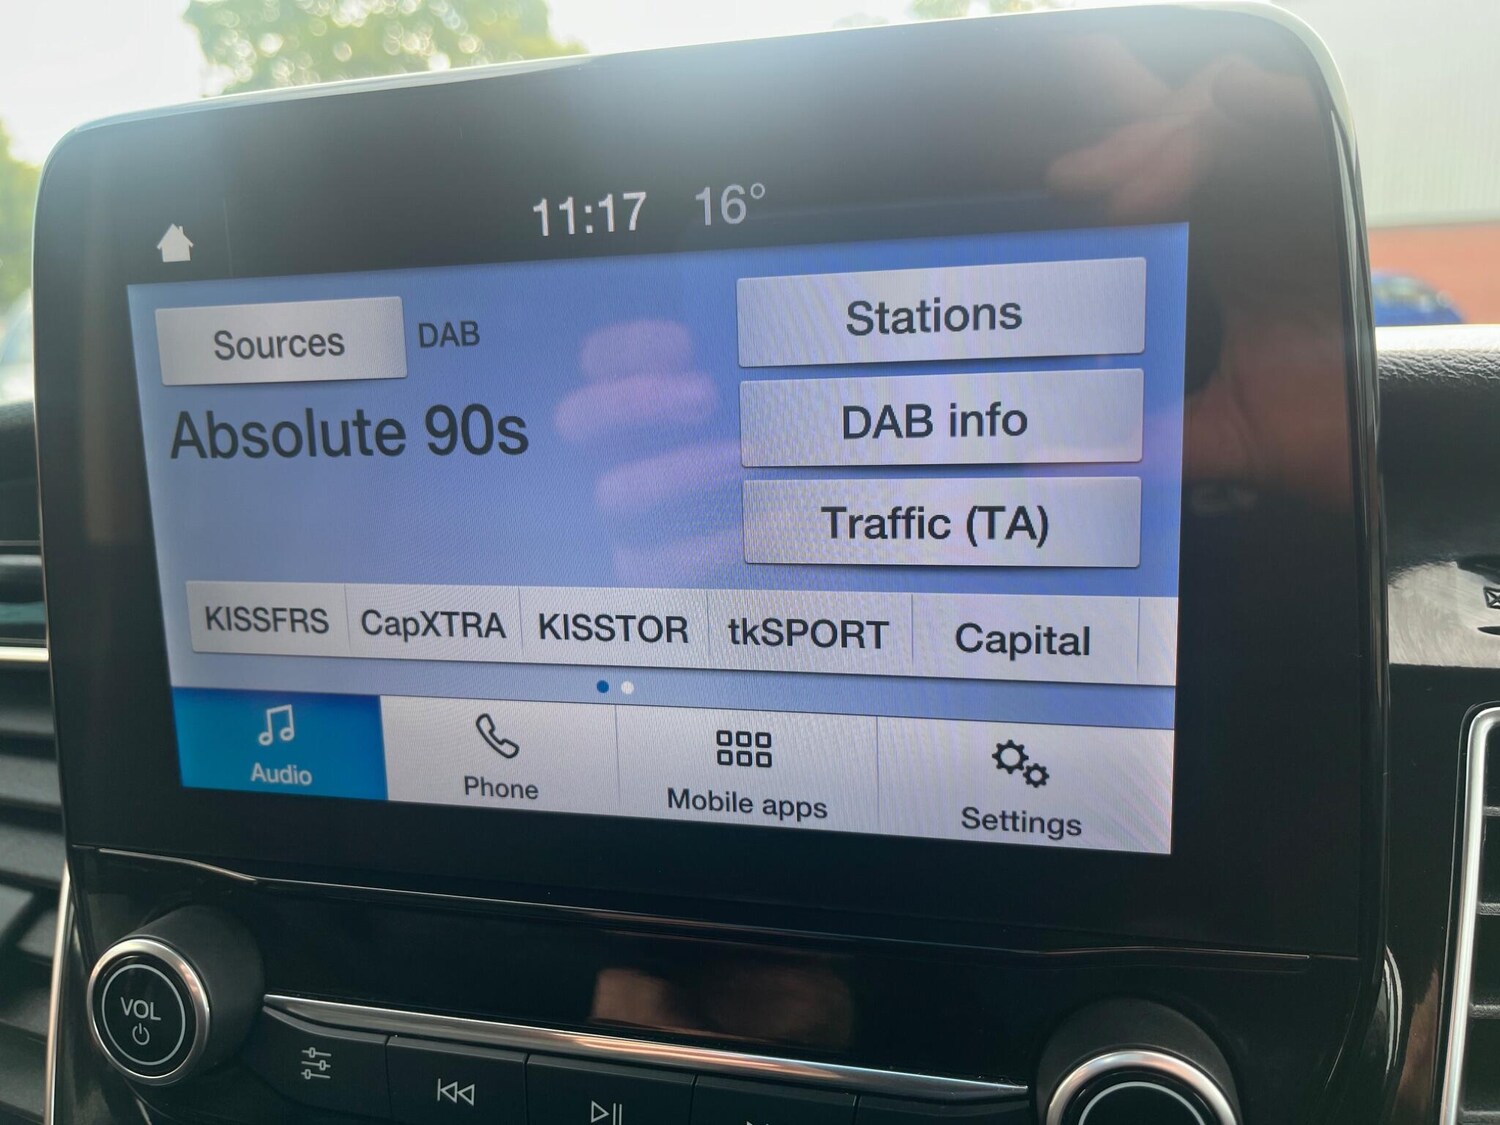 11:17 16°
Sources DAB
Absolute 90s
Stations
DAB info
Traffic (TA)
KISSFRS CapXTRA KISSTOR tkSPORT Capital
Audio Phone Mobile apps Settings
VOL